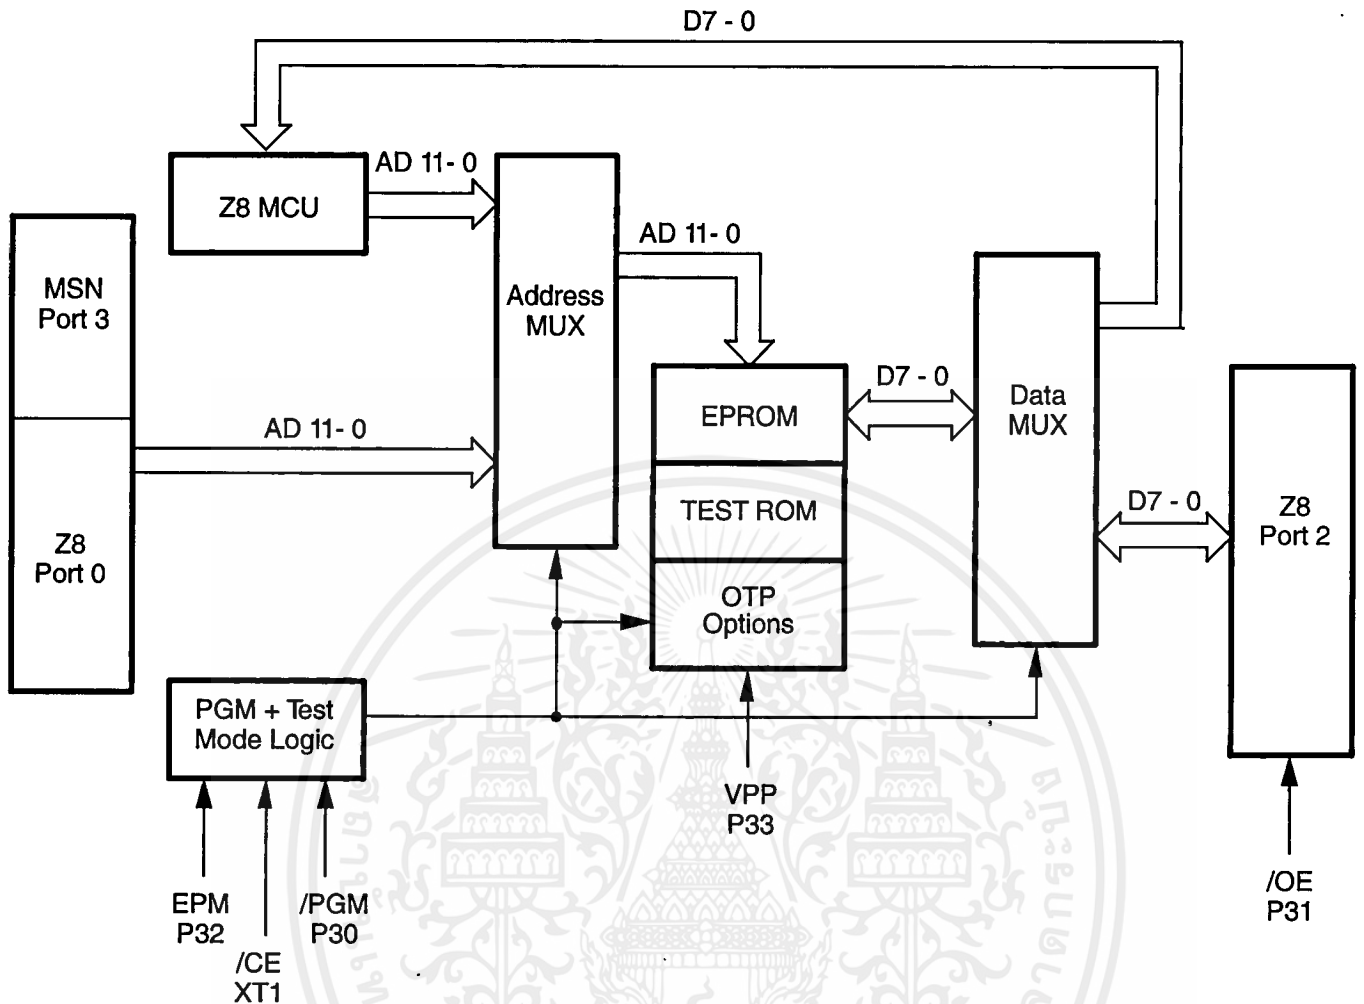 D7 - 0
Z8 MCU
AD 11- 0
MSN
Port 3
Address
MUX
AD 11- 0
AD 11- 0
Z8
Port 0
EPROM
TEST ROM
OTP
Options
D7 - 0
Data
MUX
D7 - 0
Z8
Port 2
PGM + Test
Mode Logic
VPP
P33
EPM
P32
/CE
XT1
/PGM
P30
/OE
P31